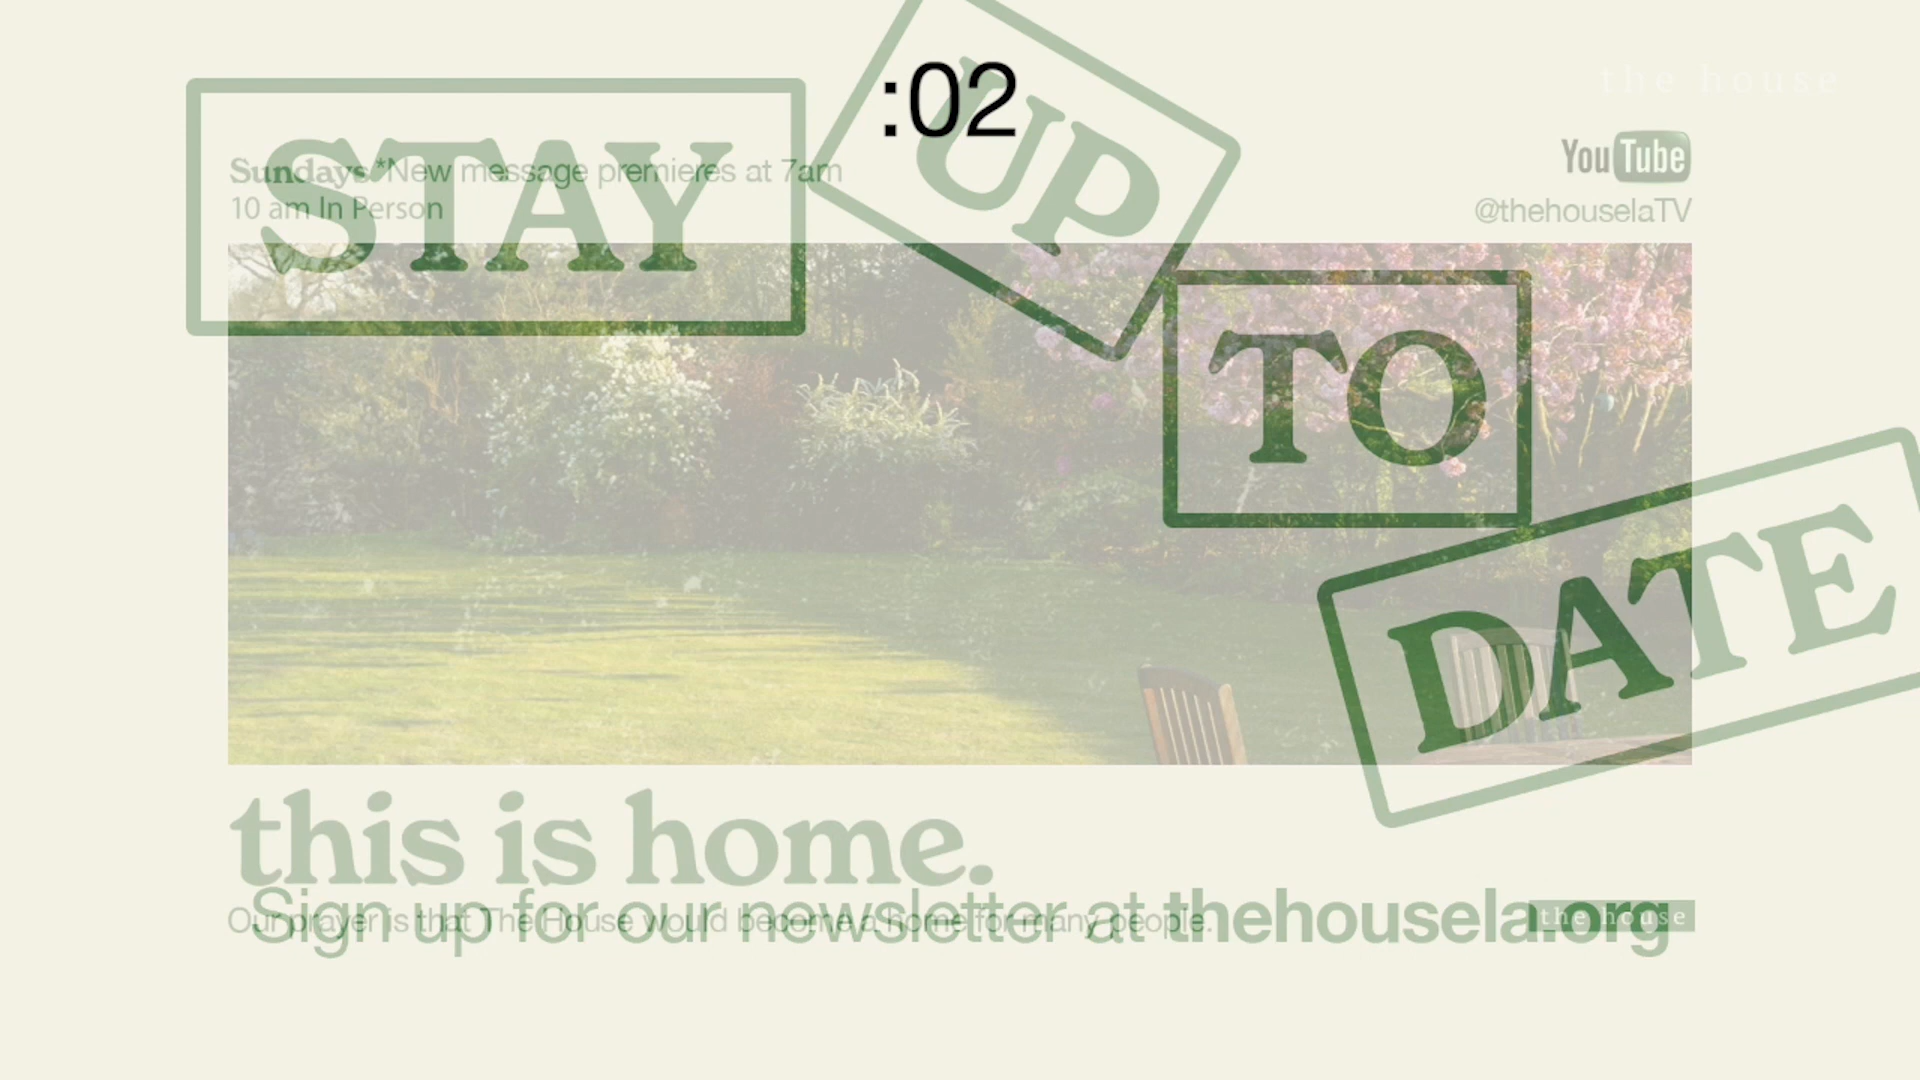 :02
the house
STAY
UP
TO
DATE
Sundays *New message premieres at 7am
10 am In Person
YouTube
@thehouselaTV
this is home.
Our prayer is that The House would become a home for many people.
Sign up for our newsletter at thehousela.org
the house